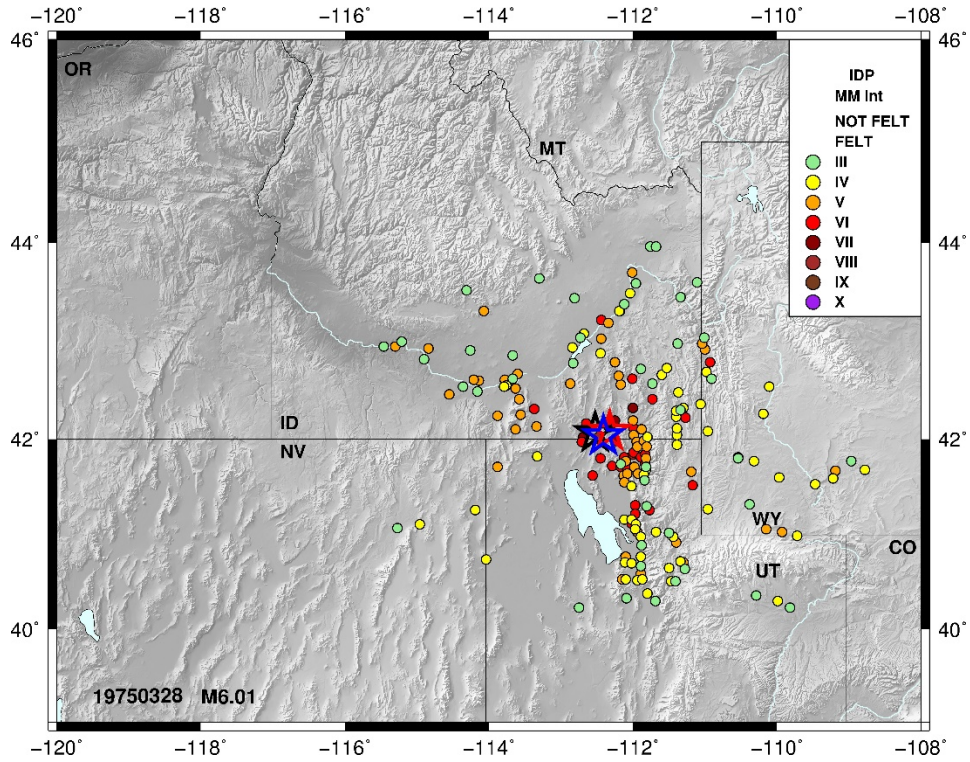 −120˚ −118˚ −116˚ −114˚ −112˚ −110˚ −108˚
46˚ 46˚
OR
IDP
MM Int
NOT FELT
FELT
MT
III
IV
V
VI
VII
VIII
IX
X
44˚ 44˚
ID
42˚ 42˚
NV
WY
CO
UT
40˚ 40˚
19750328 M6.01
−120˚ −118˚ −116˚ −114˚ −112˚ −110˚ −108˚